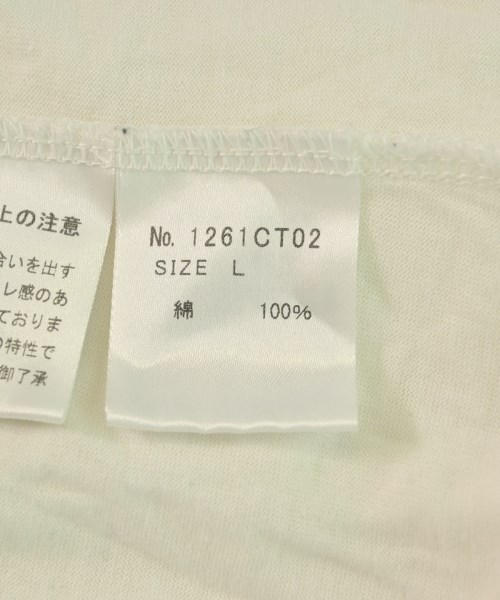 上の注意
合いを出す
レ感のあ
ておりま
の特性で
御了承
No. 1261CT02
SIZE L
綿 100%